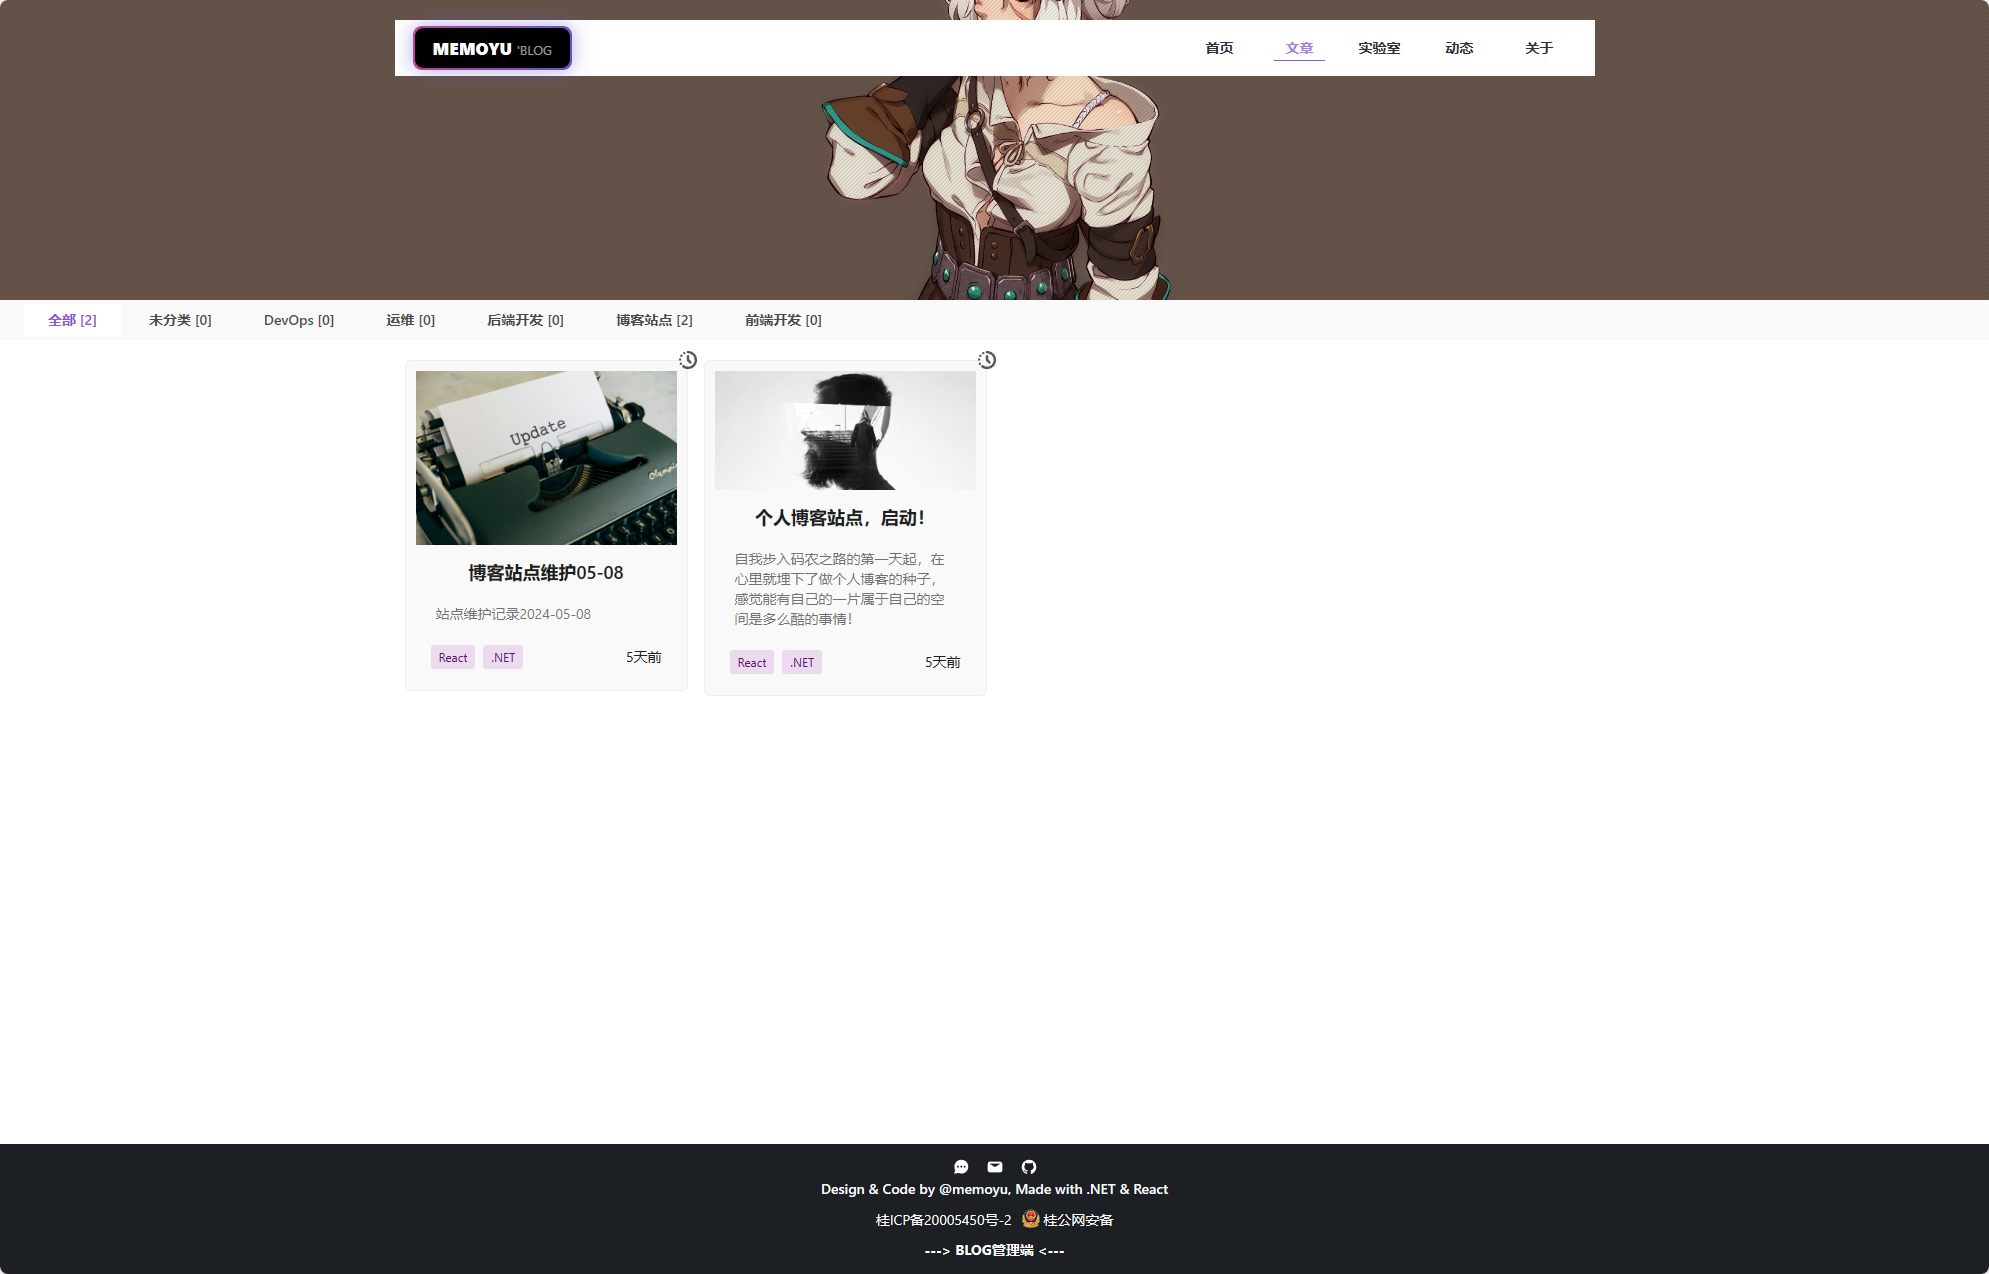 MEMOYU 'BLOG
首页 文章 实验室 动态 关于
全部 [2] 未分类 [0] DevOps [0] 运维 [0] 后端开发 [0] 博客站点 [2] 前端开发 [0]
Update
Olympia
博客站点维护05-08
站点维护记录2024-05-08
React .NET 5天前
个人博客站点，启动！
自我步入码农之路的第一天起，在
心里就埋下了做个人博客的种子，
感觉能有自己的一片属于自己的空
间是多么酷的事情！
React .NET 5天前
Design & Code by @memoyu, Made with .NET & React
桂ICP备20005450号-2 桂公网安备
---> BLOG管理端 <---